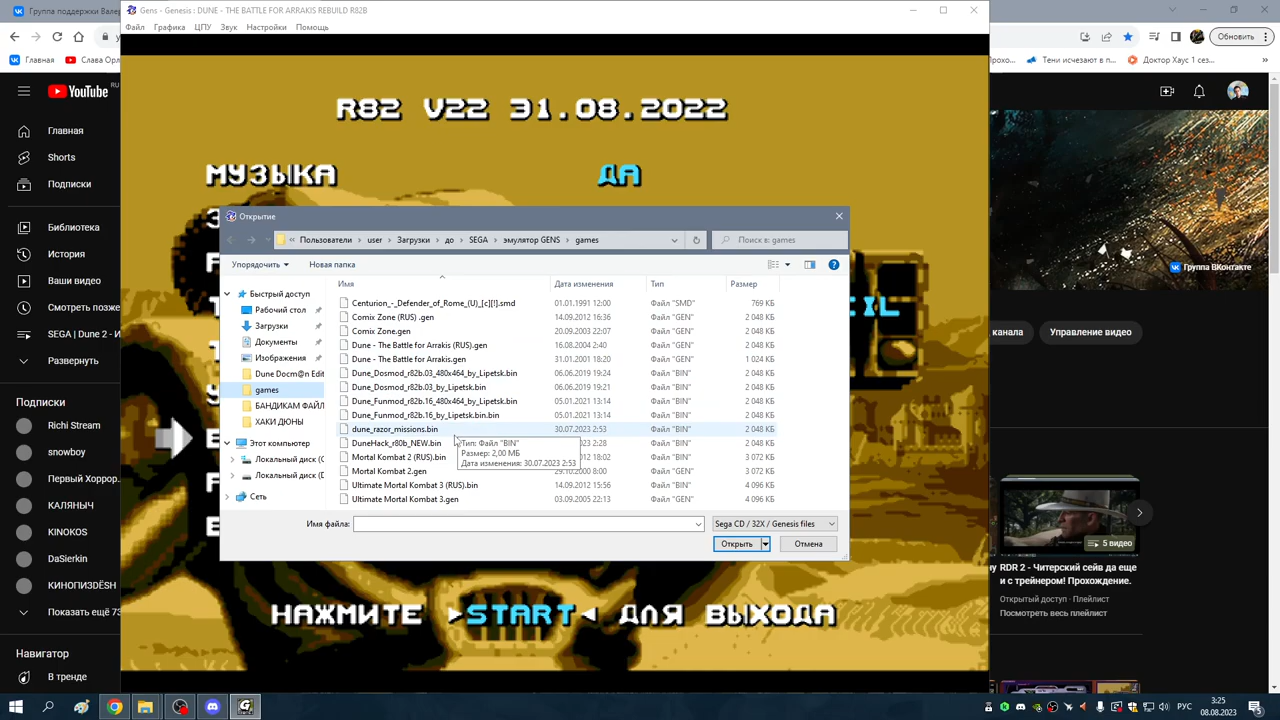 Gens - Genesis : DUNE - THE BATTLE FOR ARRAKIS REBUILD R82B
Файл Графика ЦПУ Звук Настройки Помощь
Обновить
Главная
Доктор Хаус 1 сез...
Тени исчезают в п...
YouTube
RU
Главная
Shorts
Подписки
Библиотека
История
SEGA | Dune 2 — И
Развернуть
Подписки
snowboy
Первый Хоррор-
КАЛЯНЫЧ
KINOKOS
DaSierkin
КИНОПИЗДЁ
Показать ещё 73
Навигатор
В тренде
R82 V22 31.08.2022
МУЗЫКА ДА
НАЖМИТЕ ►START◄ ДЛЯ ВЫХОДА
Открытие
« Пользователи › user › Загрузки › до › SEGA › эмулятор GENS › games
Поиск в: games
Упорядочить Новая папка
Имя Дата изменения Тип Размер
Быстрый доступ
Рабочий стол
Загрузки
Документы
Изображения
Dune Docm@n Edit
games
БАНДИКАМ ФАЙЛ
ХАКИ ДЮНЫ
Этот компьютер
Локальный диск (
Локальный диск (
Сеть
Centurion_-_Defender_of_Rome_(U)_[c][!].smd 01.01.1991 12:00 Файл "SMD" 769 КБ
Comix Zone (RUS) .gen 14.09.2012 16:36 Файл "GEN" 2 048 КБ
Comix Zone.gen 20.09.2003 22:07 Файл "GEN" 2 048 КБ
Dune - The Battle for Arrakis (RUS).gen 16.08.2004 2:40 Файл "GEN" 2 048 КБ
Dune - The Battle for Arrakis.gen 31.01.2001 18:20 Файл "GEN" 1 024 КБ
Dune_Dosmod_r82b.03_480x464_by_Lipetsk.bin 06.06.2019 19:24 Файл "BIN" 2 048 КБ
Dune_Dosmod_r82b.03_by_Lipetsk.bin 06.06.2019 19:21 Файл "BIN" 2 048 КБ
Dune_Funmod_r82b.16_480x464_by_Lipetsk.bin 05.01.2021 13:14 Файл "BIN" 2 048 КБ
Dune_Funmod_r82b.16_by_Lipetsk.bin.bin 05.01.2021 13:14 Файл "BIN" 2 048 КБ
dune_razor_missions.bin 30.07.2023 2:53 Файл "BIN" 2 048 КБ
DuneHack_r80b_NEW.bin 2023 2:28 Файл "BIN" 2 048 КБ
Mortal Kombat 2 (RUS).bin Файл "BIN" 3 072 КБ
Mortal Kombat 2.gen 29.10.2000 8:00 Файл "GEN" 3 072 КБ
Ultimate Mortal Kombat 3 (RUS).bin 14.09.2012 15:56 Файл "BIN" 4 096 КБ
Ultimate Mortal Kombat 3.gen 03.09.2005 22:13 Файл "GEN" 4 096 КБ
Тип: Файл "BIN"
Размер: 2,00 МБ
Дата изменения: 30.07.2023 2:53
Имя файла:
Sega CD / 32X / Genesis files
Открыть Отмена
Группа ВКонтакте
канала
Управление видео
5 видео
RDR 2 - Читерский сейв да еще
и с трейнером! Прохождение.
Открытый доступ · Плейлист
Посмотреть весь плейлист
РУС
3:25
08.08.2023